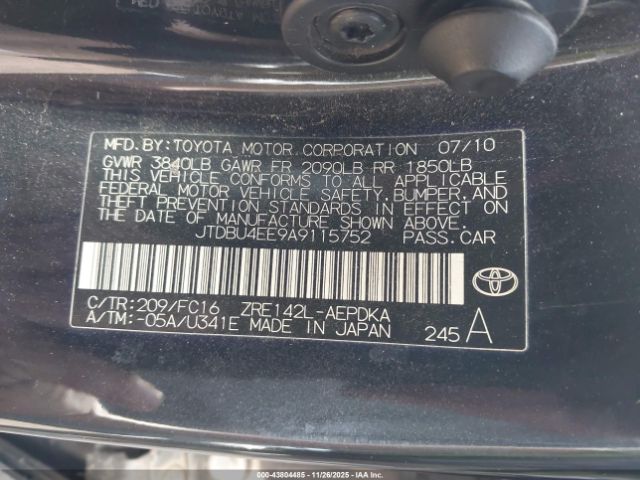 MFD.BY:TOYOTA MOTOR CORPORATION 07/10
GVWR 3840LB GAWR FR 2090LB RR 1850LB
THIS VEHICLE CONFORMS TO ALL APPLICABLE
FEDERAL MOTOR VEHICLE SAFETY,BUMPER,AND
THEFT PREVENTION STANDARDS IN EFFECT ON
THE DATE OF MANUFACTURE SHOWN ABOVE.
JTDBU4EE9A9115752 PASS.CAR
C/TR:209/FC16 ZRE142L-AEPDKA
A/TM:-05A/U341E MADE IN JAPAN 245 A
000--43804485 - 11/26/2025 - IAA Inc.